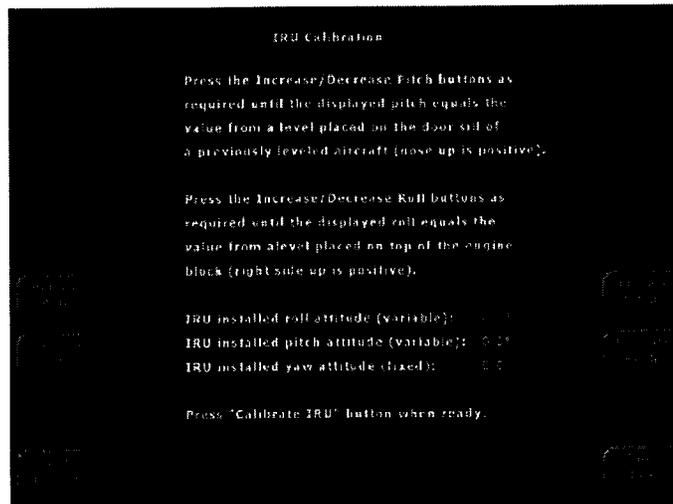 IRU Calibration
Press the Increase/Decrease Pitch buttons as
required until the displayed pitch equals the
value from a level placed on the door sill of
a previously leveled aircraft (nose up is positive).
Press the Increase/Decrease Roll buttons as
required until the displayed roll equals the
value from alevel placed on top of the engine
block (right side up is positive).
IRU installed roll attitude (variable):
IRU installed pitch attitude (variable):
IRU installed yaw attitude (fixed):
Press "Calibrate IRU" button when ready.